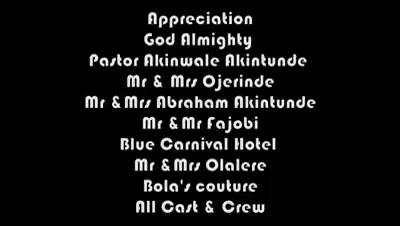 Appreciation
God Almighty
Pastor Akinwale Akintunde
Mr & Mrs Ojerinde
Mr &Mrs Abraham Akintunde
Mr &Mr Fajobi
Blue Carnival Hotel
Mr &Mrs Olalere
Bola's couture
All Cast & Crew